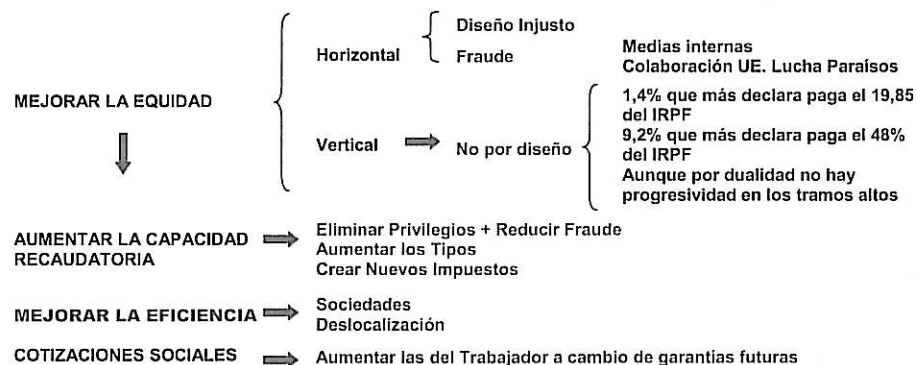 MEJORAR LA EQUIDAD
Horizontal
Diseño Injusto
Fraude
Medias internas
Colaboración UE. Lucha Paraísos
Vertical
No por diseño
1,4% que más declara paga el 19,85
del IRPF
9,2% que más declara paga el 48%
del IRPF
Aunque por dualidad no hay
progresividad en los tramos altos
AUMENTAR LA CAPACIDAD
RECAUDATORIA
Eliminar Privilegios + Reducir Fraude
Aumentar los Tipos
Crear Nuevos Impuestos
MEJORAR LA EFICIENCIA
Sociedades
Deslocalización
COTIZACIONES SOCIALES
Aumentar las del Trabajador a cambio de garantías futuras